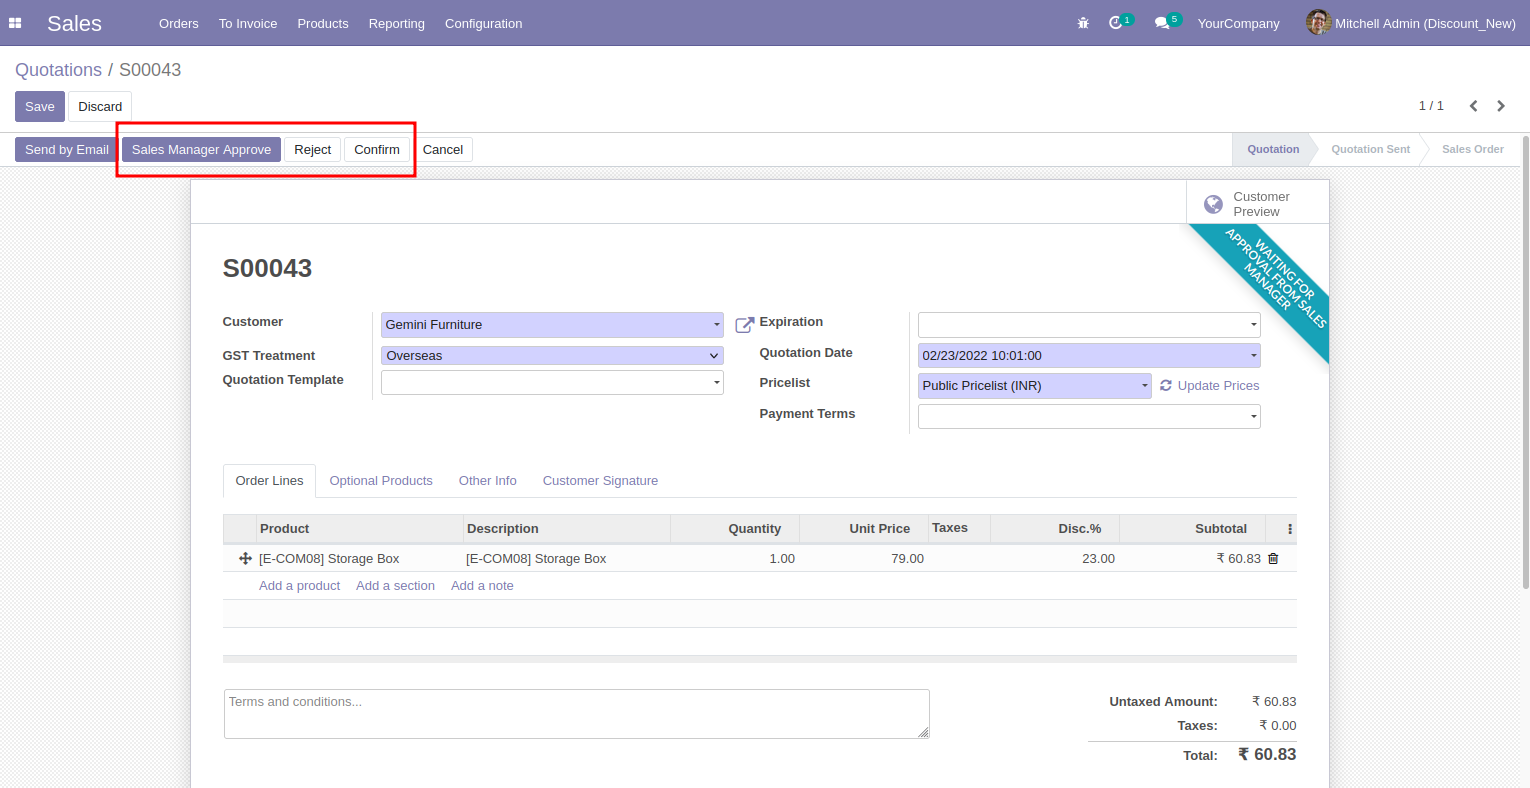 Sales Orders To Invoice Products Reporting Configuration 1 5 YourCompany Mitchell Admin (Discount_New)
Quotations / S00043
Save Discard 1 / 1
Send by Email Sales Manager Approve Reject Confirm Cancel Quotation Quotation Sent Sales Order
Customer
Preview
WAITING FOR
APPROVAL FROM SALES
MANAGER
S00043
Customer Gemini Furniture Expiration
GST Treatment Overseas Quotation Date 02/23/2022 10:01:00
Quotation Template Pricelist Public Pricelist (INR) Update Prices
Payment Terms
Order Lines Optional Products Other Info Customer Signature
Product Description Quantity Unit Price Taxes Disc.% Subtotal
[E-COM08] Storage Box [E-COM08] Storage Box 1.00 79.00 23.00 ₹ 60.83
Add a product Add a section Add a note
Terms and conditions...
Untaxed Amount: ₹ 60.83
Taxes: ₹ 0.00
Total: ₹ 60.83